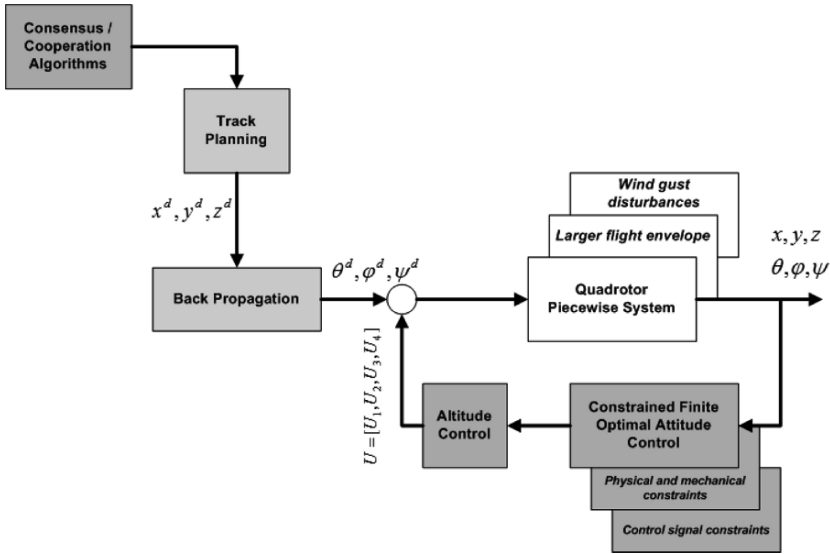 Consensus /
Cooperation
Algorithms
Track
Planning
x^d, y^d, z^d
Back Propagation
θ^d, φ^d, ψ^d
Wind gust
disturbances
Larger flight envelope
Quadrotor
Piecewise System
x, y, z
θ, φ, ψ
U = [U_1, U_2, U_3, U_4]
Altitude
Control
Constrained Finite
Optimal Attitude
Control
Physical and mechanical
constraints
Control signal constraints